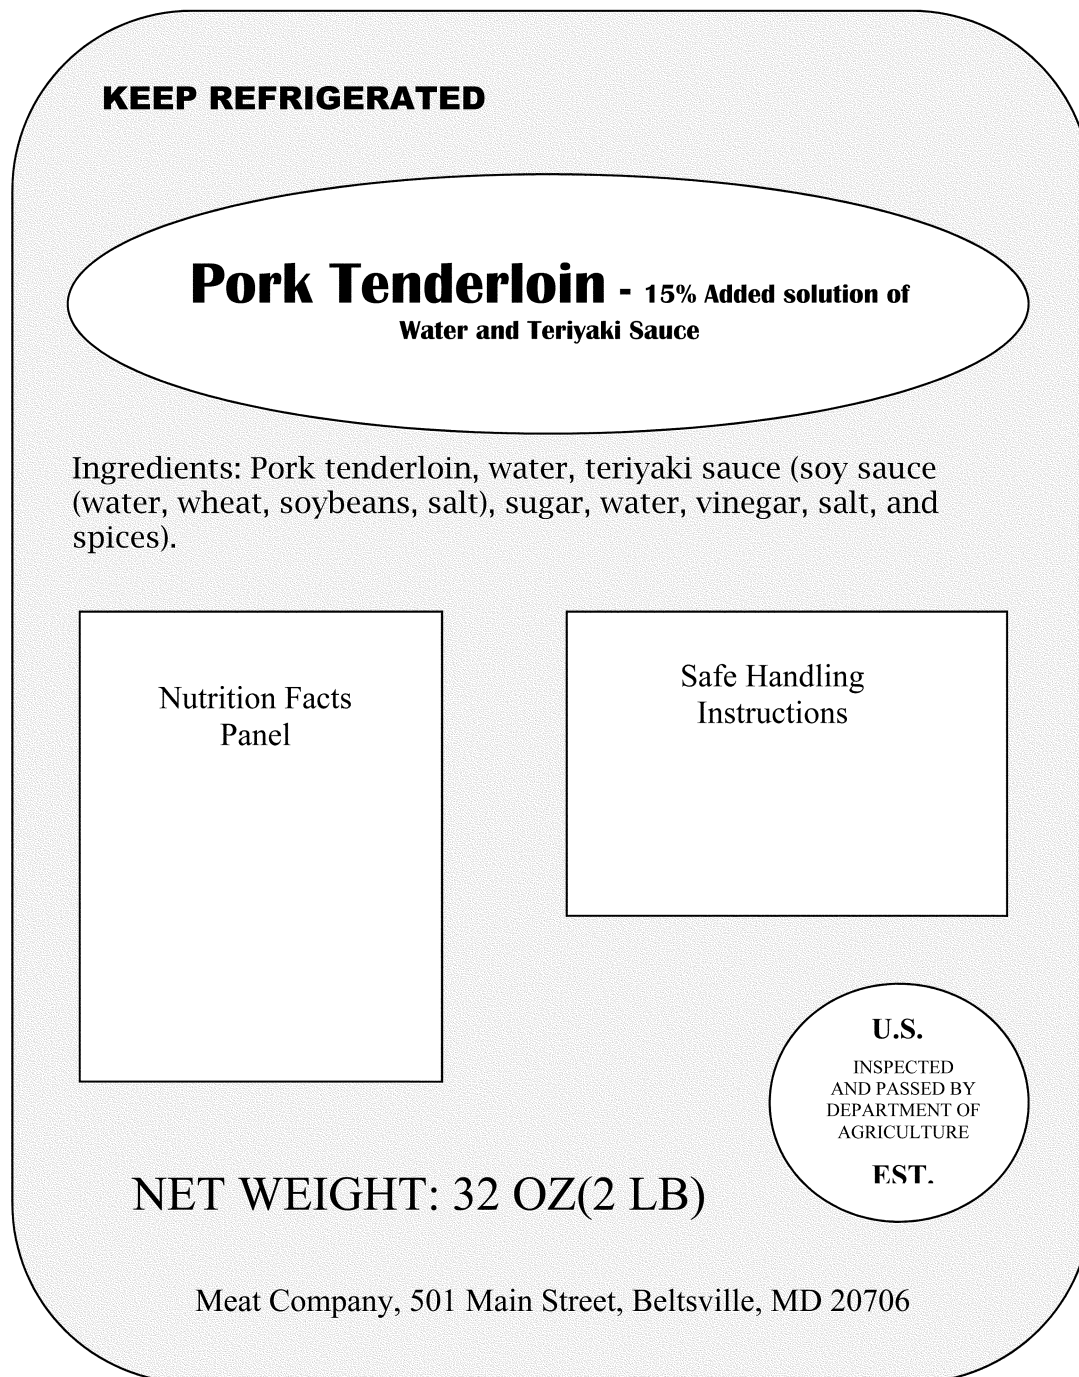 KEEP REFRIGERATED
Pork Tenderloin - 15% Added solution of
Water and Teriyaki Sauce
Ingredients: Pork tenderloin, water, teriyaki sauce (soy sauce
(water, wheat, soybeans, salt), sugar, water, vinegar, salt, and
spices).
Nutrition Facts
Panel
Safe Handling
Instructions
U.S.
INSPECTED
AND PASSED BY
DEPARTMENT OF
AGRICULTURE
EST.
NET WEIGHT: 32 OZ(2 LB)
Meat Company, 501 Main Street, Beltsville, MD 20706